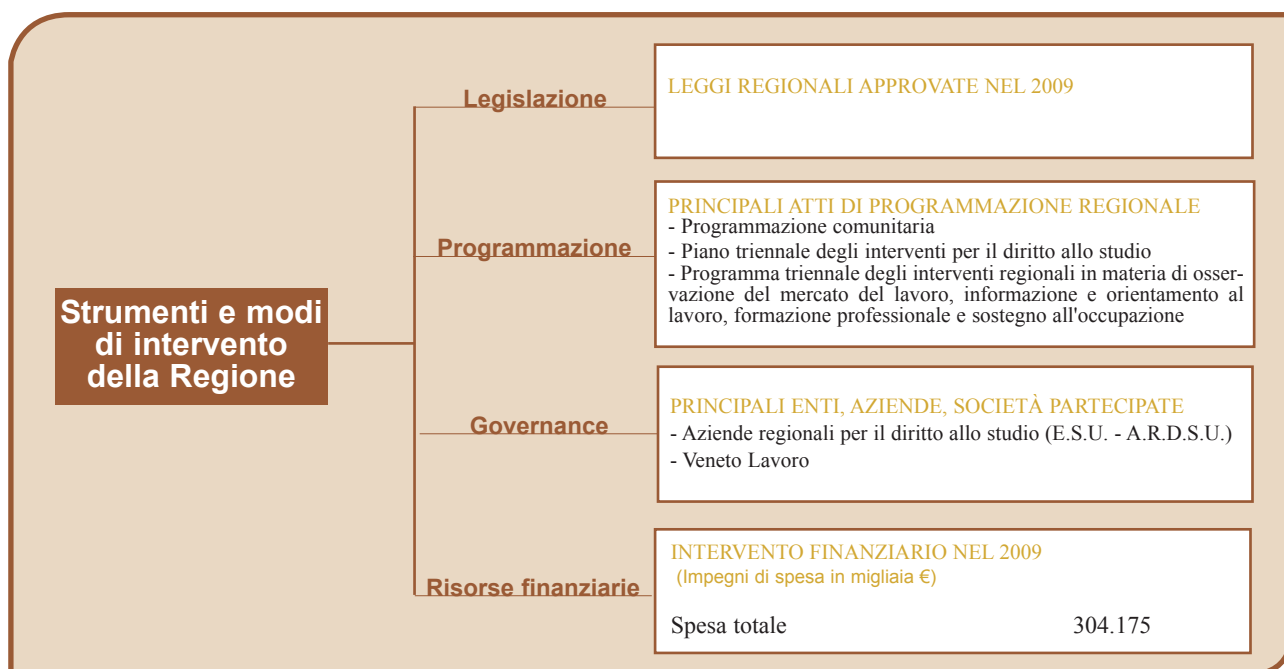 Strumenti e modi
di intervento
della Regione
Legislazione
LEGGI REGIONALI APPROVATE NEL 2009
Programmazione
PRINCIPALI ATTI DI PROGRAMMAZIONE REGIONALE
- Programmazione comunitaria
- Piano triennale degli interventi per il diritto allo studio
- Programma triennale degli interventi regionali in materia di osser-
vazione del mercato del lavoro, informazione e orientamento al
lavoro, formazione professionale e sostegno all'occupazione
Governance
PRINCIPALI ENTI, AZIENDE, SOCIETÀ PARTECIPATE
- Aziende regionali per il diritto allo studio (E.S.U. - A.R.D.S.U.)
- Veneto Lavoro
Risorse finanziarie
INTERVENTO FINANZIARIO NEL 2009
(Impegni di spesa in migliaia €)
Spesa totale 304.175